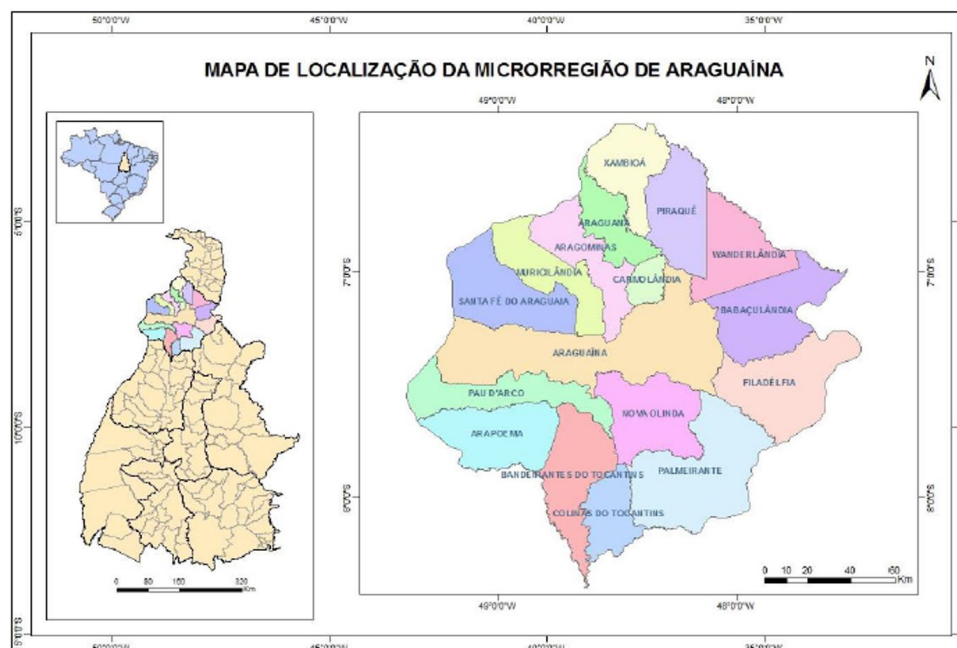 50°0'0"W 45°0'0"W 40°0'0"W 35°0'0"W
MAPA DE LOCALIZAÇÃO DA MICRORREGIÃO DE ARAGUAÍNA
N
49°0'0"W 48°0'0"W
XAMBIOÁ
PIRAQUÊ
ARAGUANÃ
ARAGOMINAS
WANDERLÂNDIA
MURICILÂNDIA
CARMOLÂNDIA
SANTA FÉ DO ARAGUAIA
BABAÇULÂNDIA
ARAGUAÍNA
FILADÉLFIA
PAU D'ARCO
NOVA OLINDA
ARAPOEMA
BANDEIRANTES DO TOCANTINS
PALMEIRANTE
COLINAS DO TOCANTINS
7°0'0"S
8°0'0"S
0 10 20 40 60
Km
0 80 160 320
Km
49°0'0"W 48°0'0"W
50°0'0"W 45°0'0"W 40°0'0"W 35°0'0"W